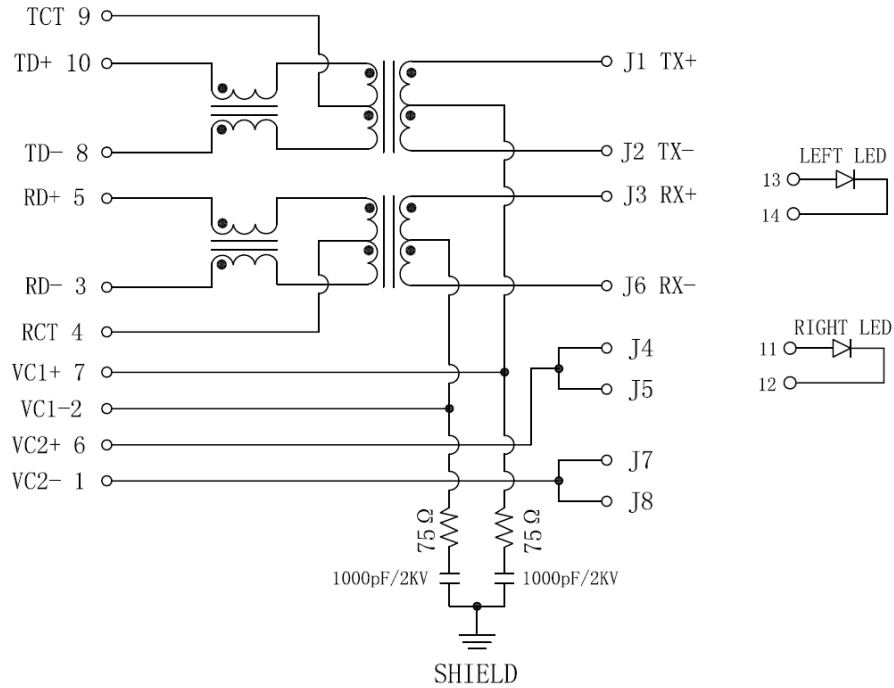 TCT 9
TD+ 10
TD- 8
RD+ 5
RD- 3
RCT 4
VC1+ 7
VC1-2
VC2+ 6
VC2- 1
J1 TX+
J2 TX-
J3 RX+
J6 RX-
J4
J5
J7
J8
75Ω
75Ω
1000pF/2KV
1000pF/2KV
SHIELD
LEFT LED
13
14
RIGHT LED
11
12